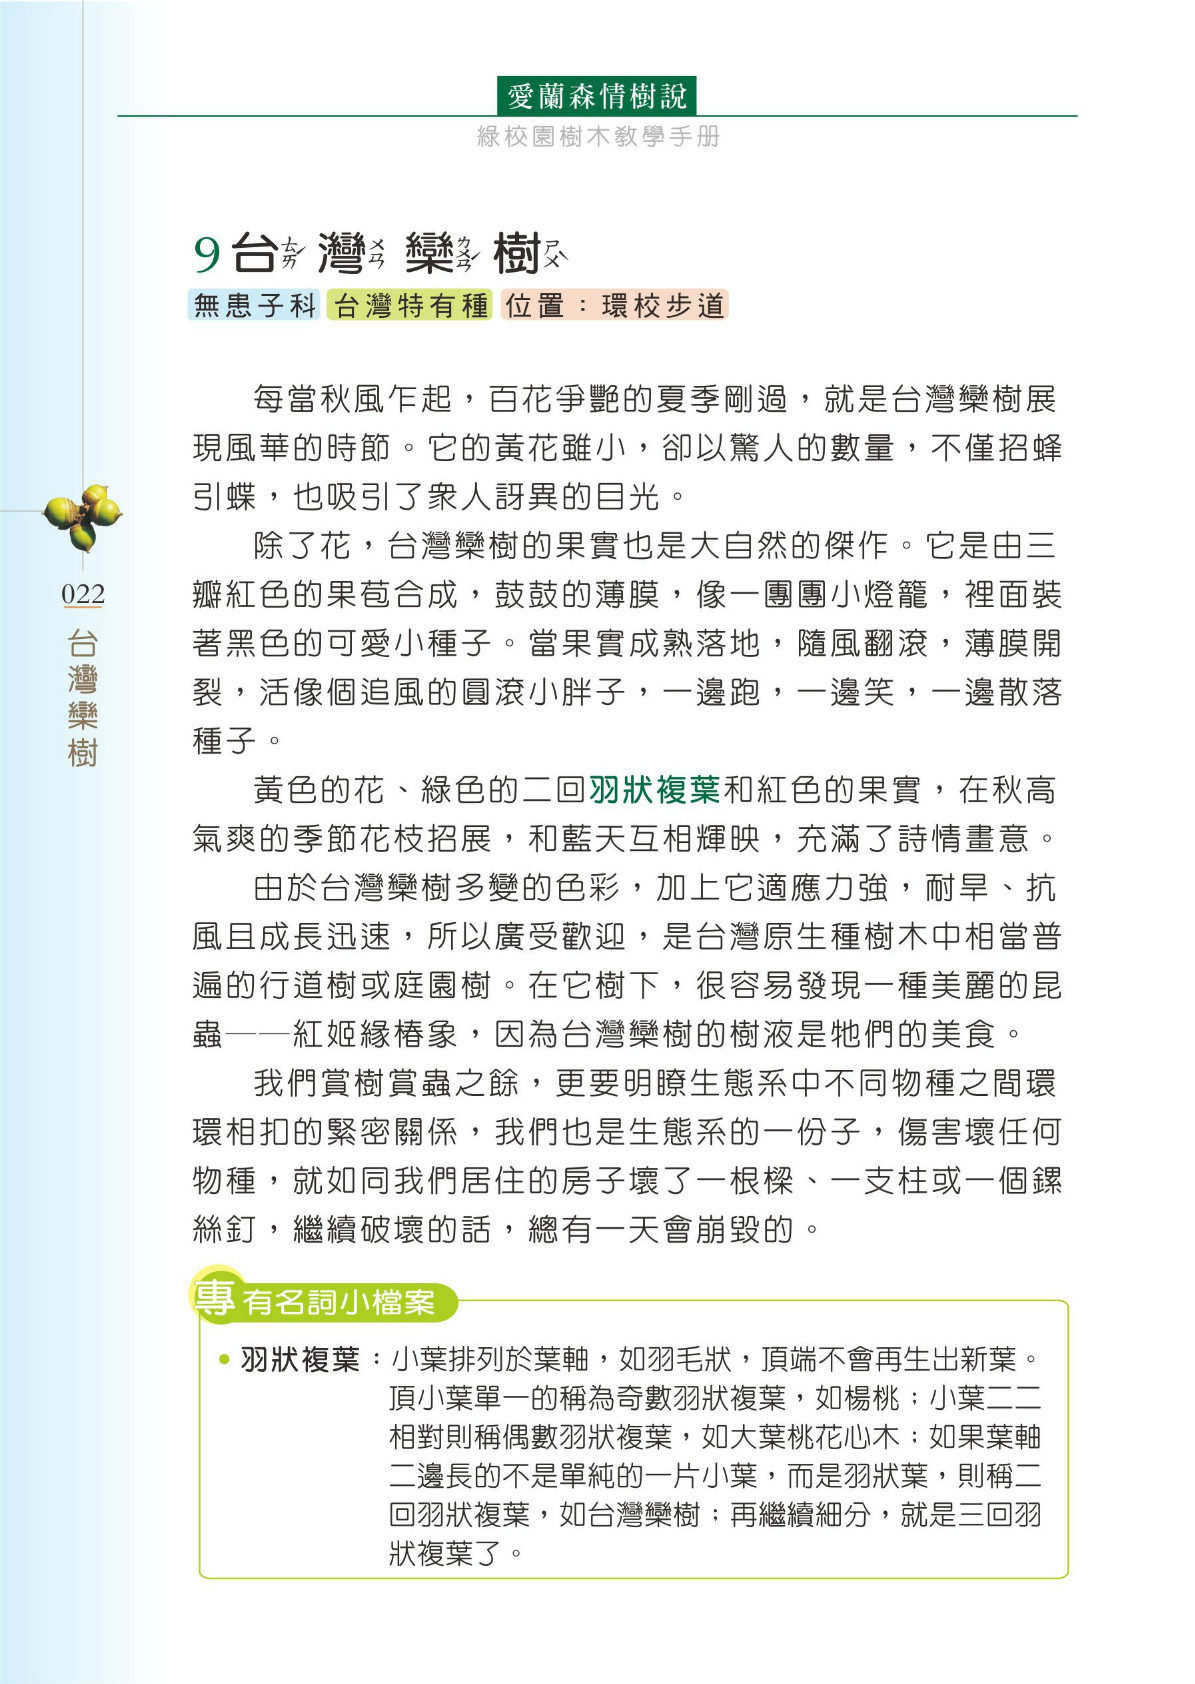 愛蘭森情樹說
綠校園樹木教學手册
9台ㄊㄞˊ灣ㄨㄢ欒ㄌㄨㄢˊ樹ㄕㄨˋ
無患子科 台灣特有種 位置：環校步道
每當秋風乍起，百花爭艷的夏季剛過，就是台灣欒樹展
現風華的時節。它的黃花雖小，卻以驚人的數量，不僅招蜂
引蝶，也吸引了衆人訝異的目光。
除了花，台灣欒樹的果實也是大自然的傑作。它是由三
瓣紅色的果苞合成，鼓鼓的薄膜，像一團團小燈籠，裡面裝
著黑色的可愛小種子。當果實成熟落地，隨風翻滾，薄膜開
裂，活像個追風的圓滾小胖子，一邊跑，一邊笑，一邊散落
種子。
黃色的花、綠色的二回羽狀複葉和紅色的果實，在秋高
氣爽的季節花枝招展，和藍天互相輝映，充滿了詩情畫意。
由於台灣欒樹多變的色彩，加上它適應力強，耐旱、抗
風且成長迅速，所以廣受歡迎，是台灣原生種樹木中相當普
遍的行道樹或庭園樹。在它樹下，很容易發現一種美麗的昆
蟲——紅姬緣椿象，因為台灣欒樹的樹液是牠們的美食。
我們賞樹賞蟲之餘，更要明瞭生態系中不同物種之間環
環相扣的緊密關係，我們也是生態系的一份子，傷害壞任何
物種，就如同我們居住的房子壞了一根樑、一支柱或一個鏍
絲釘，繼續破壞的話，總有一天會崩毀的。
專有名詞小檔案
• 羽狀複葉：小葉排列於葉軸，如羽毛狀，頂端不會再生出新葉。
頂小葉單一的稱為奇數羽狀複葉，如楊桃；小葉二二
相對則稱偶數羽狀複葉，如大葉桃花心木；如果葉軸
二邊長的不是單純的一片小葉，而是羽狀葉，則稱二
回羽狀複葉，如台灣欒樹；再繼續細分，就是三回羽
狀複葉了。
022
台灣欒樹